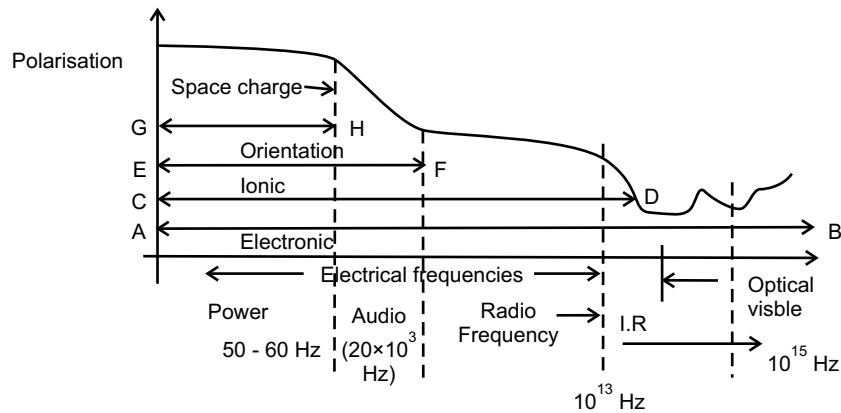 Polarisation
Space charge
G
H
Orientation
E
F
Ionic
C
D
A
B
Electronic
Electrical frequencies
Power
Audio
Radio
Frequency
I.R
Optical
visble
50 - 60 Hz
(20×10³
Hz)
10¹³ Hz
10¹⁵ Hz